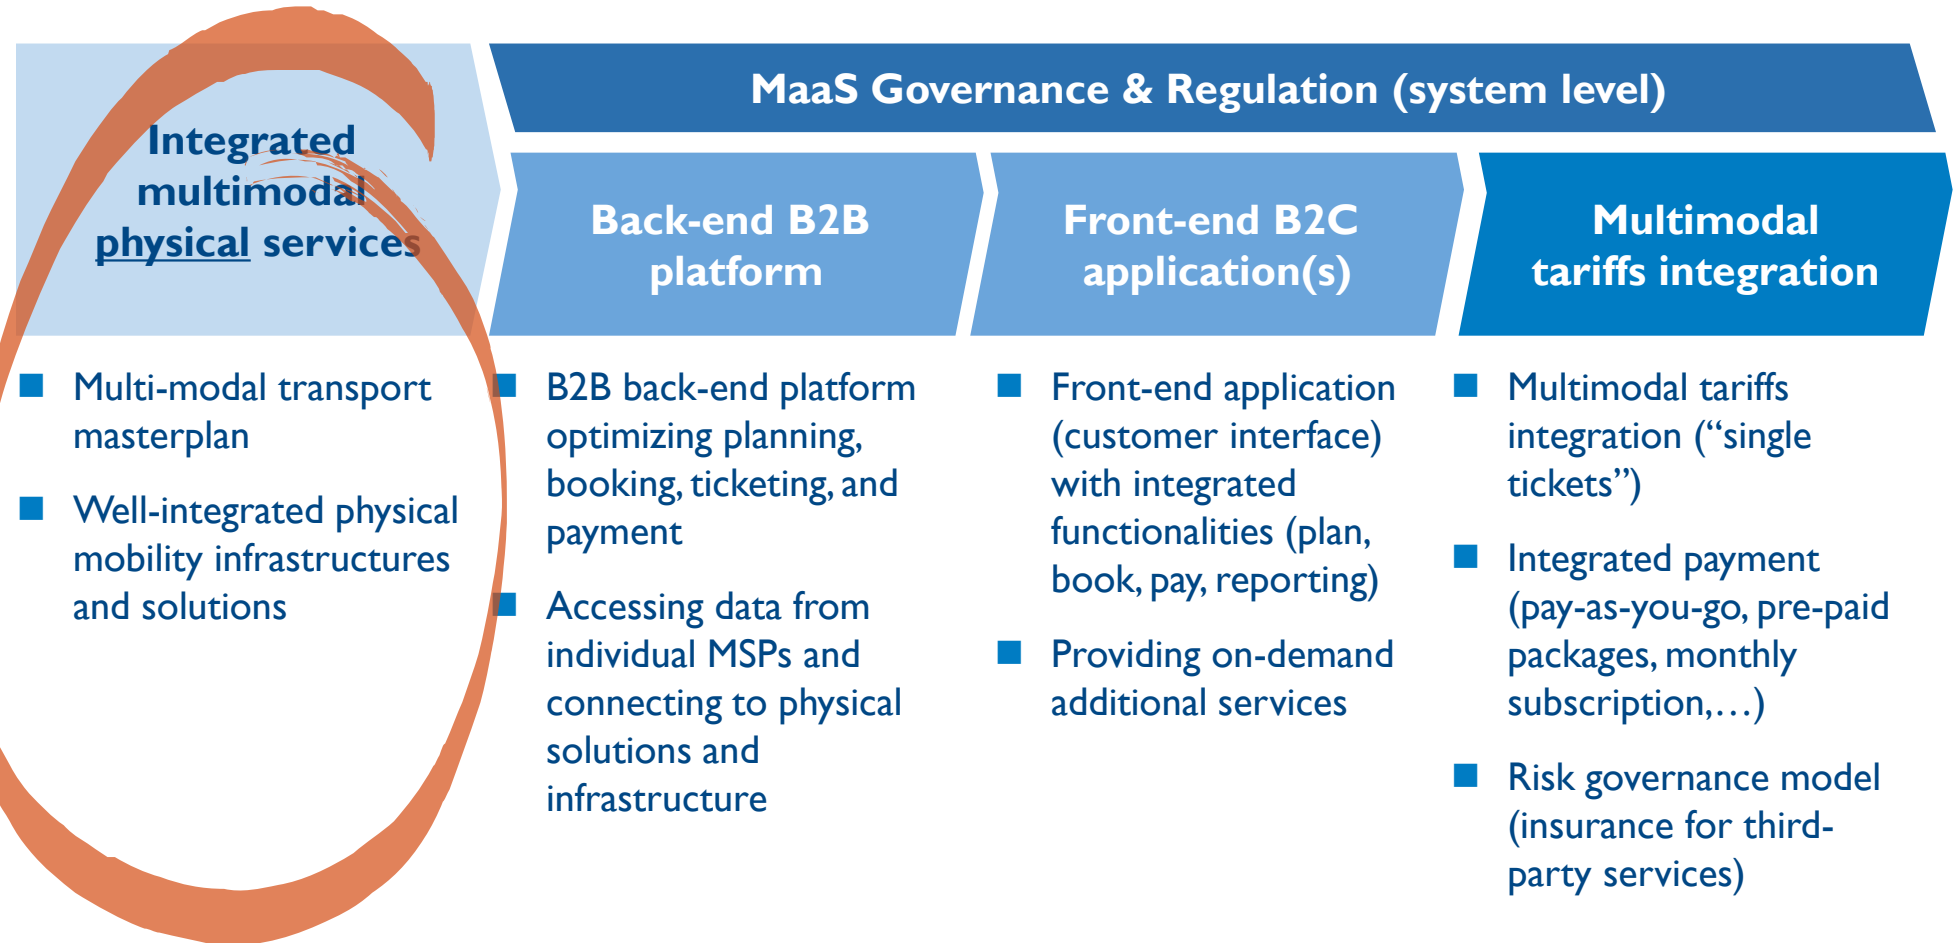 MaaS Governance & Regulation (system level)
Integrated
multimodal
physical services
Back-end B2B
platform
Front-end B2C
application(s)
Multimodal
tariffs integration
Multi-modal transport
masterplan
Well-integrated physical
mobility infrastructures
and solutions
B2B back-end platform
optimizing planning,
booking, ticketing, and
payment
Accessing data from
individual MSPs and
connecting to physical
solutions and
infrastructure
Front-end application
(customer interface)
with integrated
functionalities (plan,
book, pay, reporting)
Providing on-demand
additional services
Multimodal tariffs
integration (“single
tickets”)
Integrated payment
(pay-as-you-go, pre-paid
packages, monthly
subscription,…)
Risk governance model
(insurance for third-
party services)